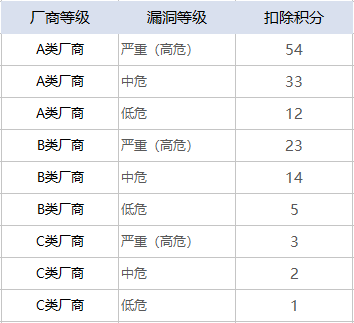 厂商等级 漏洞等级 扣除积分
A类厂商 严重（高危） 54
A类厂商 中危 33
A类厂商 低危 12
B类厂商 严重（高危） 23
B类厂商 中危 14
B类厂商 低危 5
C类厂商 严重（高危） 3
C类厂商 中危 2
C类厂商 低危 1